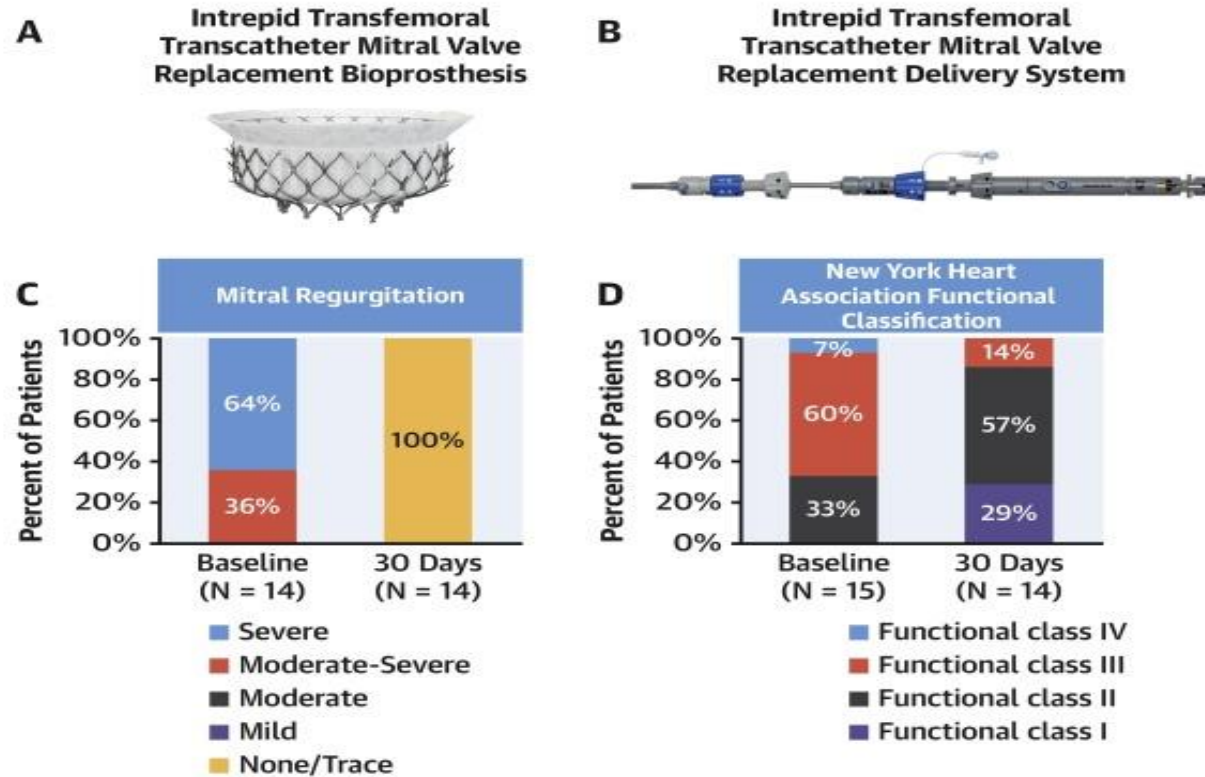 A
Intrepid Transfemoral
Transcatheter Mitral Valve
Replacement Bioprosthesis
B
Intrepid Transfemoral
Transcatheter Mitral Valve
Replacement Delivery System
C
Mitral Regurgitation
Percent of Patients
100%
80%
60%
40%
20%
0%
64%
36%
100%
Baseline
(N = 14)
30 Days
(N = 14)
Severe
Moderate-Severe
Moderate
Mild
None/Trace
D
New York Heart
Association Functional
Classification
Percent of Patients
100%
80%
60%
40%
20%
0%
7%
60%
33%
14%
57%
29%
Baseline
(N = 15)
30 Days
(N = 14)
Functional class IV
Functional class III
Functional class II
Functional class I